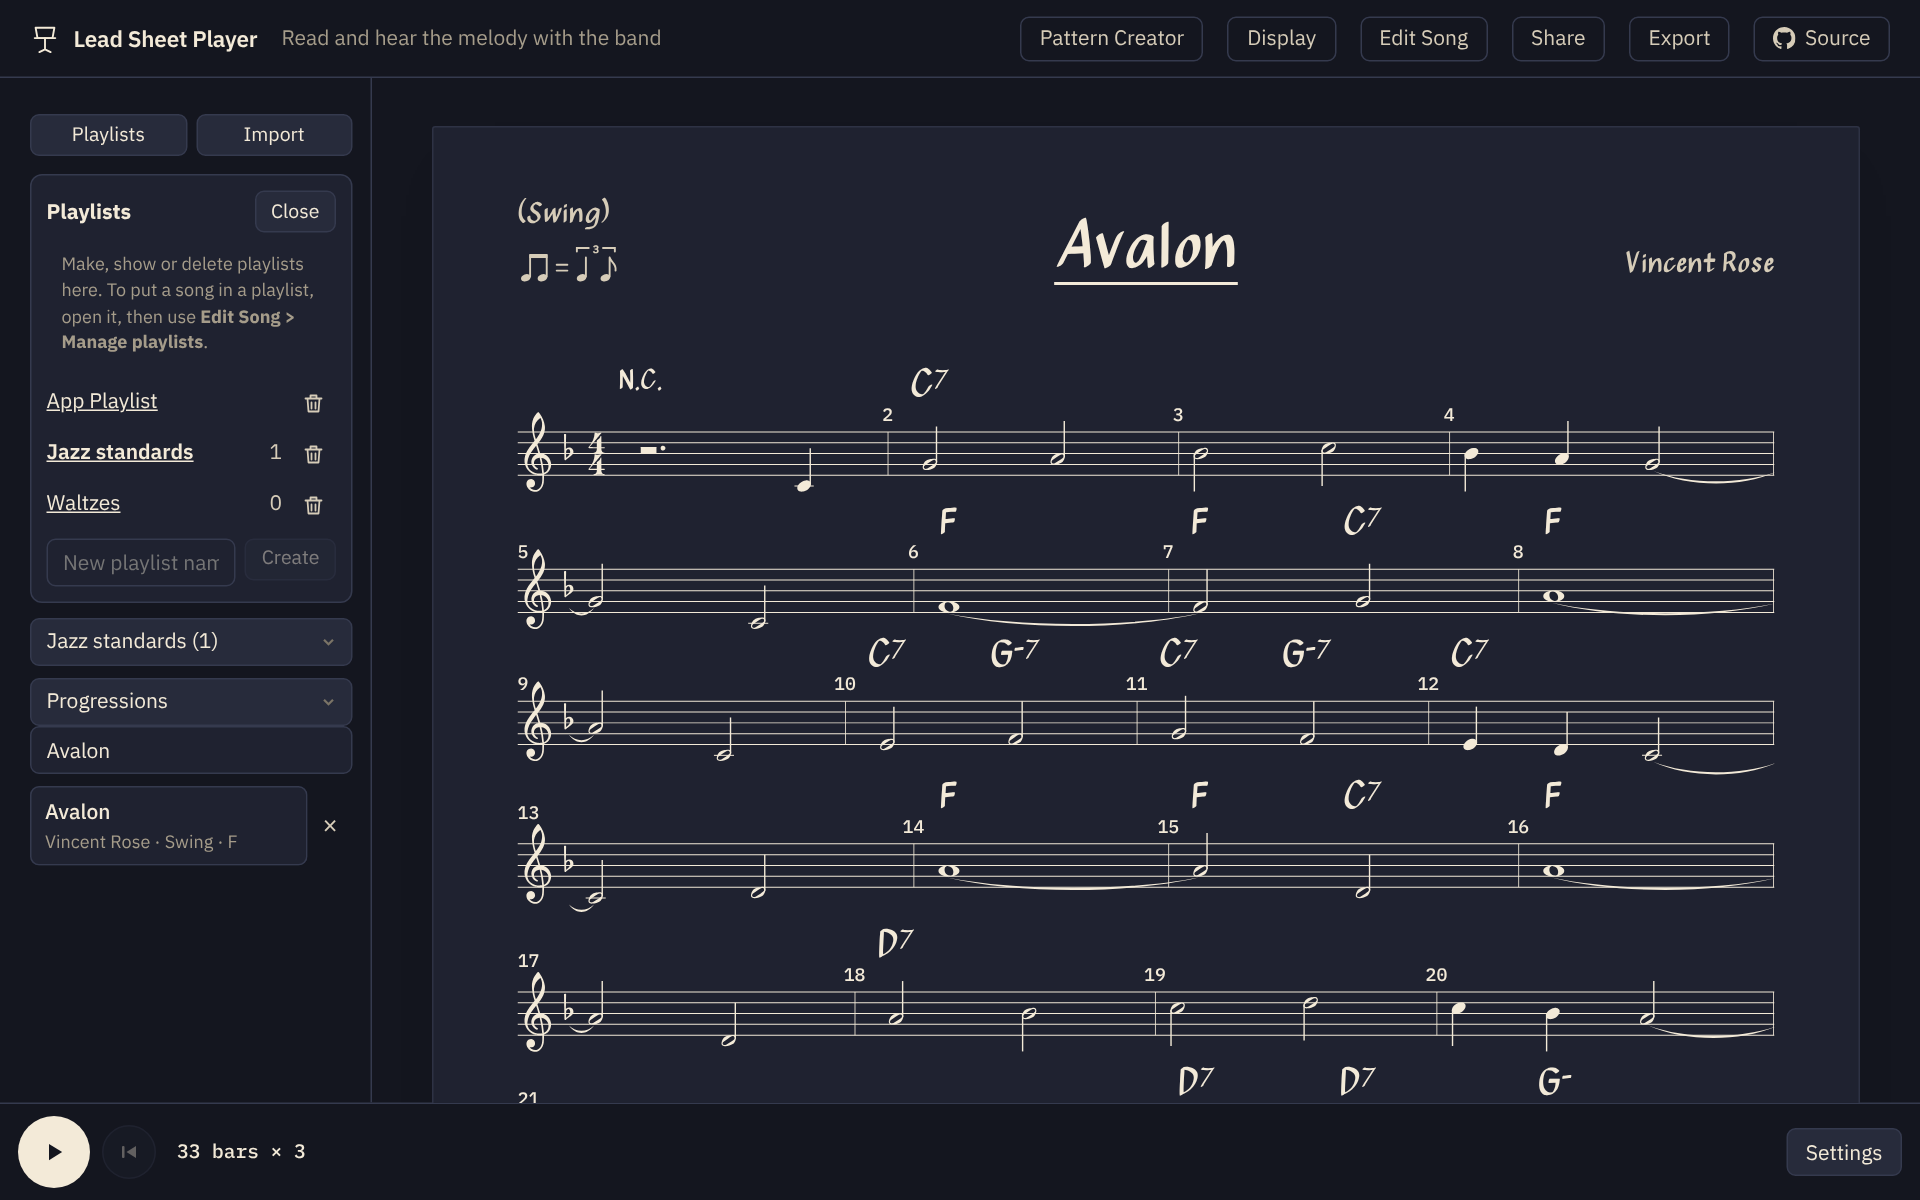 Lead Sheet Player Read and hear the melody with the band Pattern Creator Display Edit Song Share Export Source
Playlists Import
Playlists Close
Make, show or delete playlists
here. To put a song in a playlist,
open it, then use Edit Song >
Manage playlists.
App Playlist
Jazz standards 1
Waltzes 0
New playlist nam Create
Jazz standards (1)
Progressions
Avalon
Avalon
Vincent Rose · Swing · F
×
(Swing)
= 3
Avalon
Vincent Rose
N.C. C7
2 3 4
4
4
F F C7 F
5 6 7 8
C7 G-7 C7 G-7 C7
9 10 11 12
F F C7 F
13 14 15 16
D7
17 18 19 20
D7 D7 G-
21
33 bars × 3
Settings